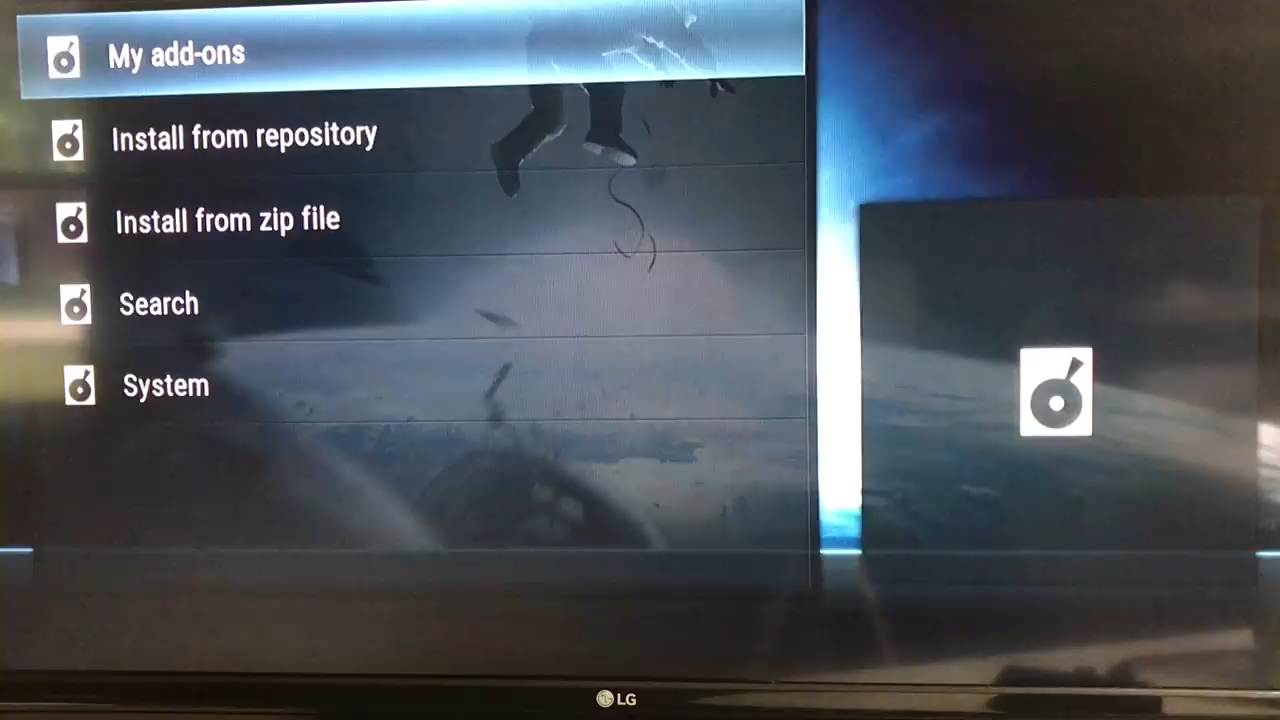 My add-ons
Install from repository
Install from zip file
Search
System
LG